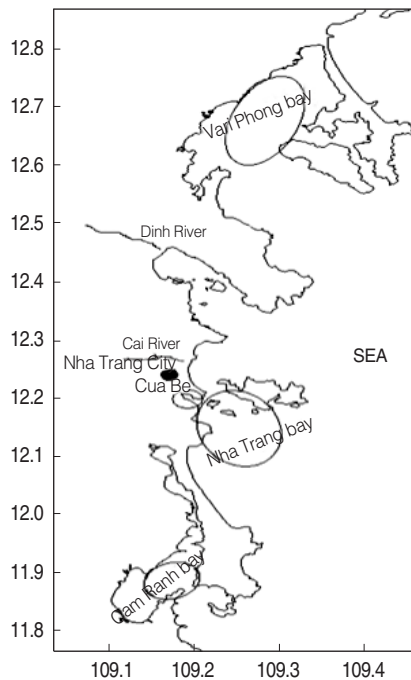 12.8
Vari Phong bay
12.7
12.6
12.5
Dinh River
12.4
12.3
Cai River
SEA
Nha Trang City
12.2
Cua Be
Nha Trang bay
12.1
12.0
11.9
Cam Ranh bay
11.8
109.1 109.2 109.3 109.4